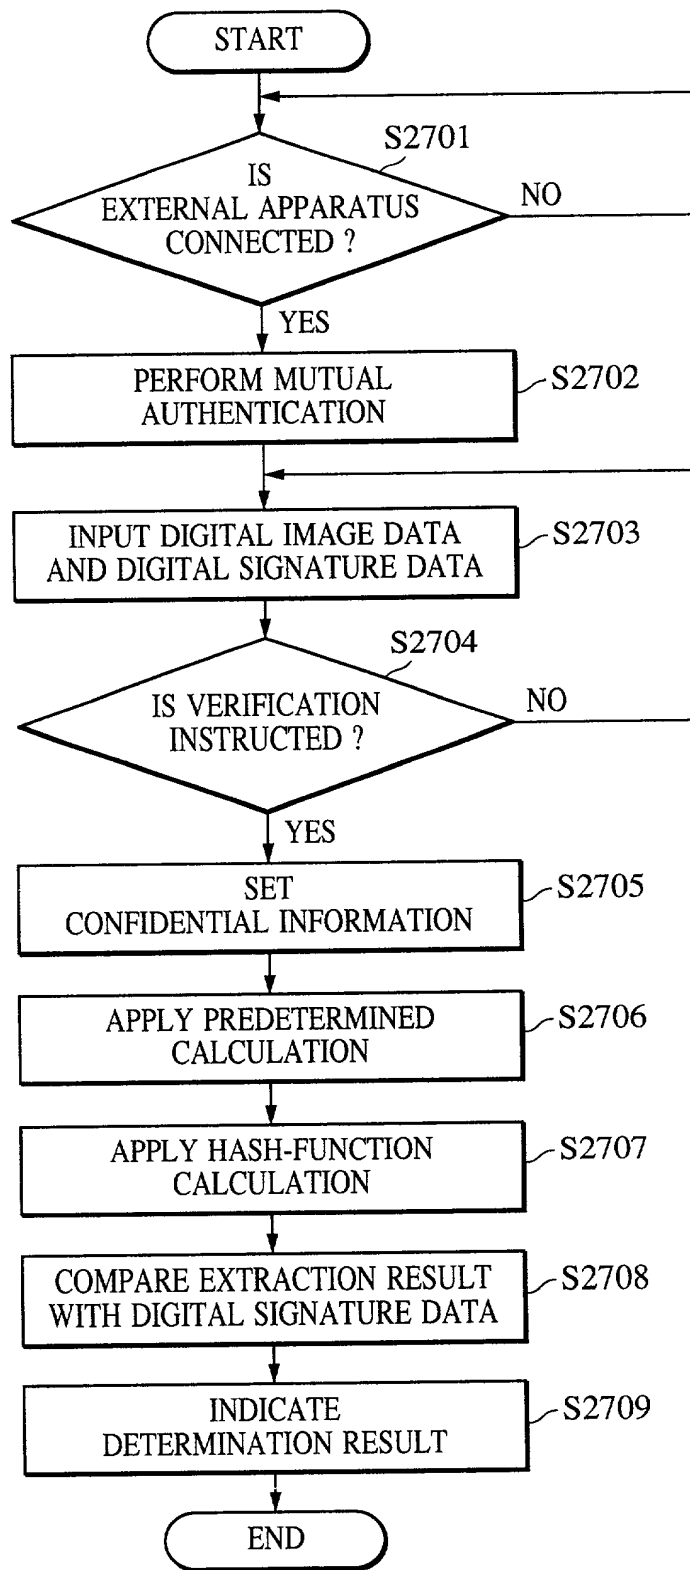 START
S2701
IS
EXTERNAL APPARATUS
CONNECTED ?
NO
YES
PERFORM MUTUAL
AUTHENTICATION
S2702
INPUT DIGITAL IMAGE DATA
AND DIGITAL SIGNATURE DATA
S2703
S2704
IS VERIFICATION
INSTRUCTED ?
NO
YES
SET
CONFIDENTIAL INFORMATION
S2705
APPLY PREDETERMINED
CALCULATION
S2706
APPLY HASH-FUNCTION
CALCULATION
S2707
COMPARE EXTRACTION RESULT
WITH DIGITAL SIGNATURE DATA
S2708
INDICATE
DETERMINATION RESULT
S2709
END